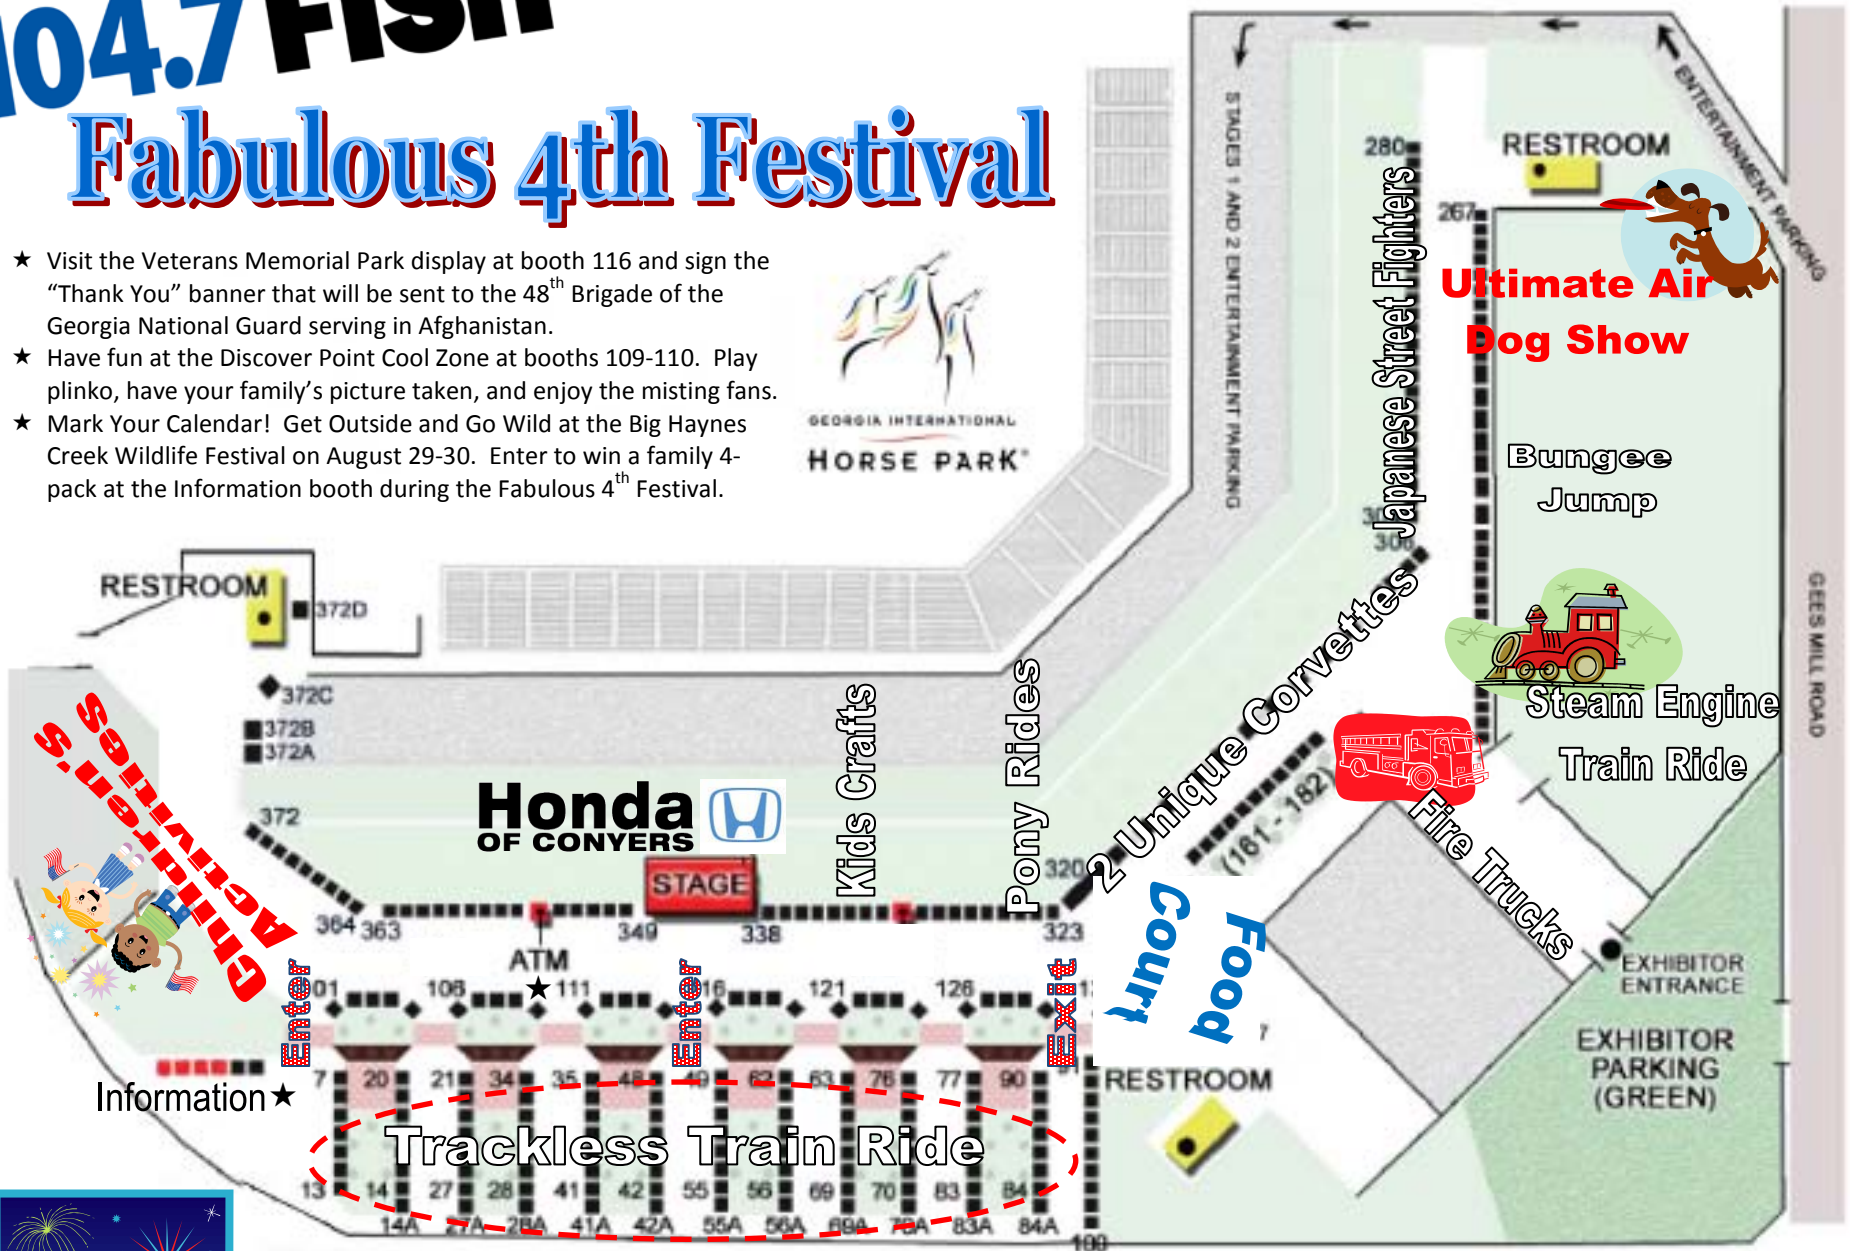 104.7 FISH
Fabulous 4th Festival
★ Visit the Veterans Memorial Park display at booth 116 and sign the
“Thank You” banner that will be sent to the 48th Brigade of the
Georgia National Guard serving in Afghanistan.
★ Have fun at the Discover Point Cool Zone at booths 109-110. Play
plinko, have your family’s picture taken, and enjoy the misting fans.
★ Mark Your Calendar! Get Outside and Go Wild at the Big Haynes
Creek Wildlife Festival on August 29-30. Enter to win a family 4-
pack at the Information booth during the Fabulous 4th Festival.
GEORGIA INTERNATIONAL
HORSE PARK®
STAGES 1 AND 2 ENTERTAINMENT PARKING
ENTERTAINMENT PARKING
GEES MILL ROAD
280
RESTROOM
267
Japanese Street Fighters
Ultimate Air
Dog Show
Bungee
Jump
306
Steam Engine
Train Ride
2 Unique Corvettes
(161 - 182)
Fire Trucks
RESTROOM
372D
372C
372B
372A
372
Children's
Activities
Honda
OF CONYERS
STAGE
Kids Crafts
Pony Rides
320
364 363
349
338
323
ATM
Food
Court
EXHIBITOR
ENTRANCE
EXHIBITOR
PARKING
(GREEN)
Enter
01
106
111
Enter
16
121
126
Exit
Information ★
7 20 21 34 35 48 49 62 63 76 77 90 91
RESTROOM
Trackless Train Ride
13 14 27 28 41 42 55 56 69 70 83 84
14A 27A 28A 41A 42A 55A 56A 69A 70A 83A 84A
100